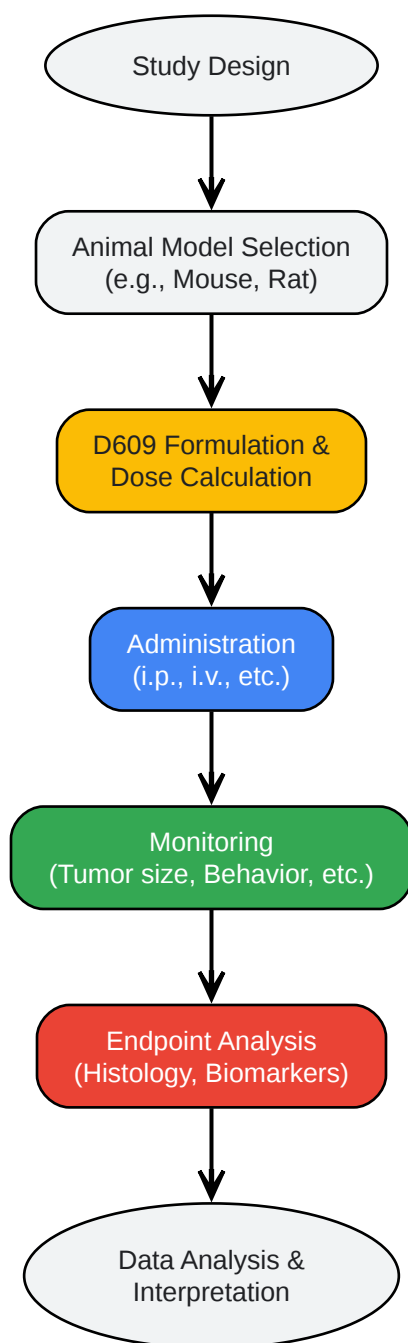 Study Design
Animal Model Selection
(e.g., Mouse, Rat)
D609 Formulation &
Dose Calculation
Administration
(i.p., i.v., etc.)
Monitoring
(Tumor size, Behavior, etc.)
Endpoint Analysis
(Histology, Biomarkers)
Data Analysis &
Interpretation